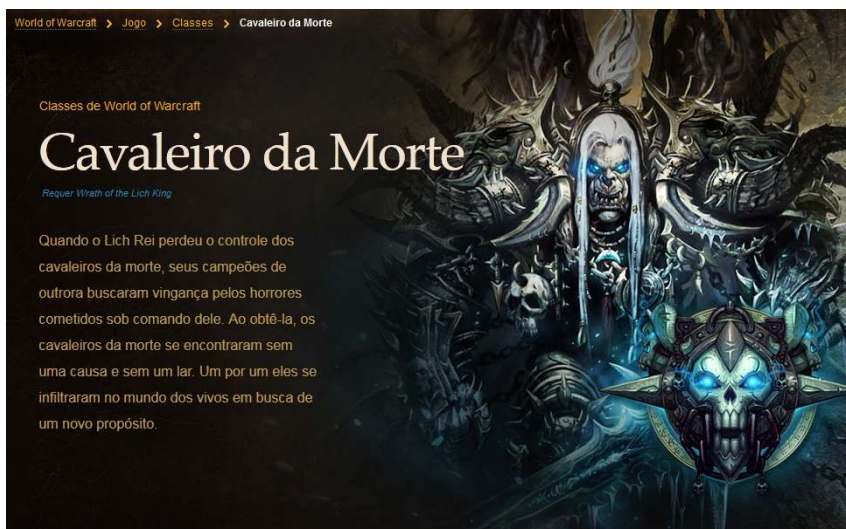 World of Warcraft > Jogo > Classes > Cavaleiro da Morte
Classes de World of Warcraft
Cavaleiro da Morte
Requer Wrath of the Lich King
Quando o Lich Rei perdeu o controle dos
cavaleiros da morte, seus campeões de
outrora buscaram vingança pelos horrores
cometidos sob comando dele. Ao obtê-la, os
cavaleiros da morte se encontraram sem
uma causa e sem um lar. Um por um eles se
infiltraram no mundo dos vivos em busca de
um novo propósito.